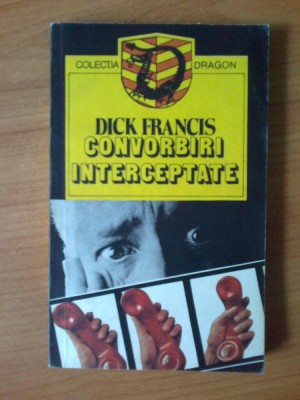 COLECTIA DRAGON
DICK FRANCIS
CONVORBIRI
INTERCEPTATE